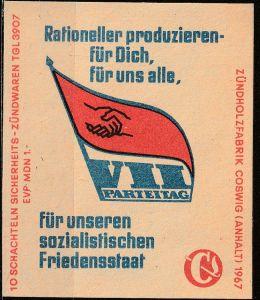 Rationeller produzieren-
für Dich,
für uns alle,
VII.
PARTEITAG
für unseren
sozialistischen
Friedensstaat
10 SCHACHTELN SICHERHEITS-ZÜNDWAREN TGL 3907
EVP MDN 1.-
ZÜNDHOLZFABRIK COSWIG (ANHALT) 1967